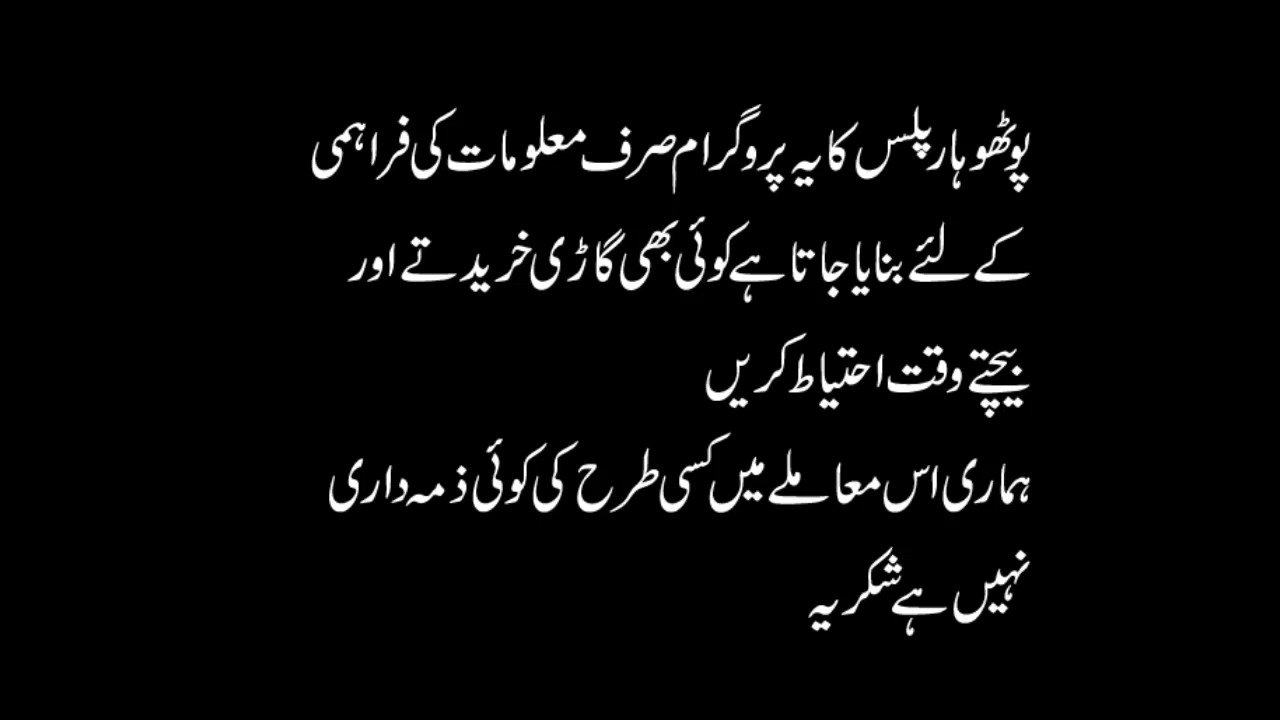 پوٹھوہار پلس کا یہ پروگرام صرف معلومات کی فراہمی
کے لئے بنایا جاتا ہے کوئی بھی گاڑی خریدتے اور
بیچتے وقت احتیاط کریں
ہماری اس معاملے میں کسی طرح کی کوئی ذمہ داری
نہیں ہے شکریہ